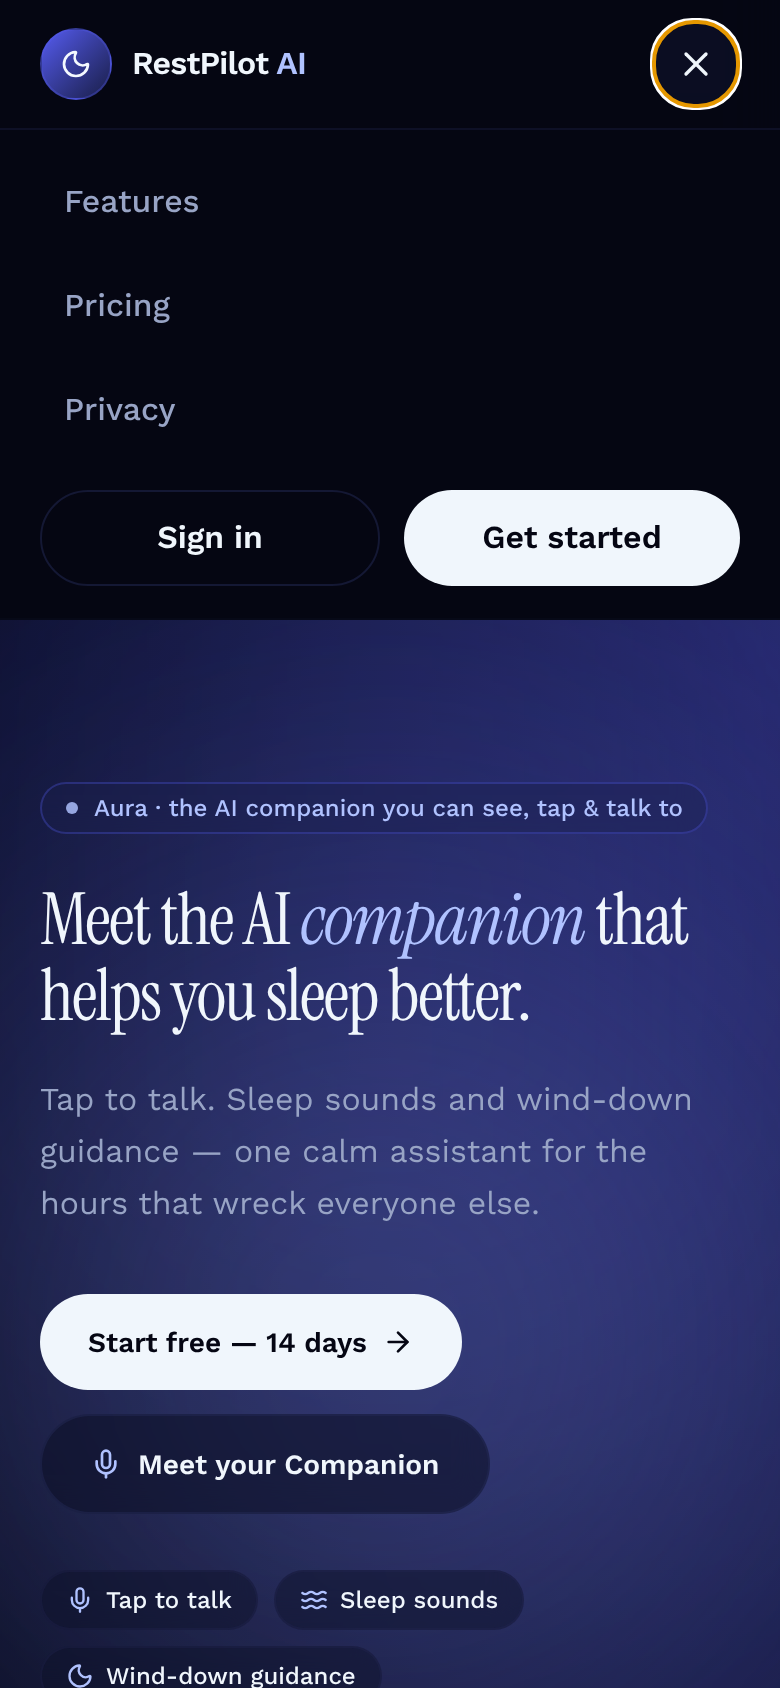 RestPilot AI
Features
Pricing
Privacy
Sign in
Get started
Aura · the AI companion you can see, tap & talk to
Meet the AI companion that
helps you sleep better.
Tap to talk. Sleep sounds and wind-down
guidance — one calm assistant for the
hours that wreck everyone else.
Start free — 14 days
Meet your Companion
Tap to talk
Sleep sounds
Wind-down guidance